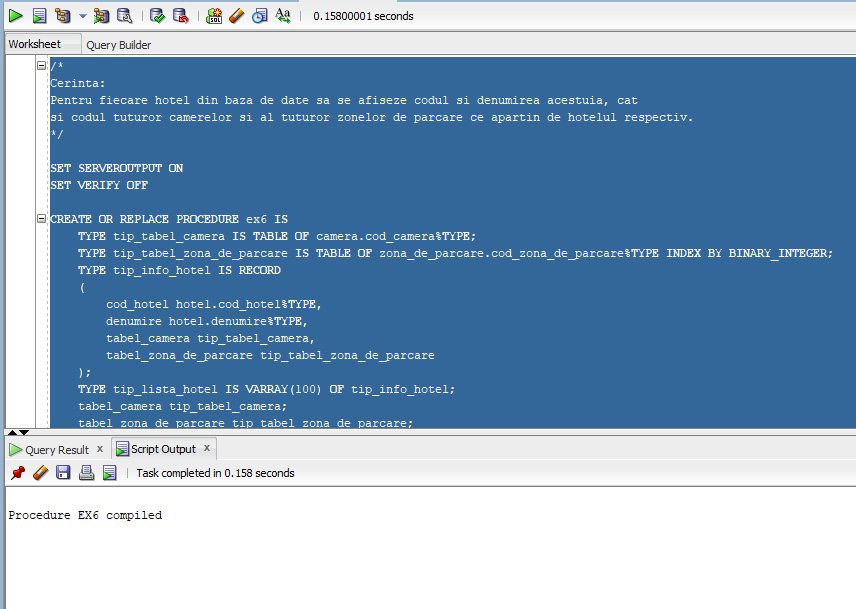 0.15800001 seconds
Worksheet Query Builder
/*
Cerinta:
Pentru fiecare hotel din baza de date sa se afiseze codul si denumirea acestuia, cat
si codul tuturor camerelor si al tuturor zonelor de parcare ce apartin de hotelul respectiv.
*/
SET SERVEROUTPUT ON
SET VERIFY OFF
CREATE OR REPLACE PROCEDURE ex6 IS
TYPE tip_tabel_camera IS TABLE OF camera.cod_camera%TYPE;
TYPE tip_tabel_zona_de_parcare IS TABLE OF zona_de_parcare.cod_zona_de_parcare%TYPE INDEX BY BINARY_INTEGER;
TYPE tip_info_hotel IS RECORD
(
cod_hotel hotel.cod_hotel%TYPE,
denumire hotel.denumire%TYPE,
tabel_camera tip_tabel_camera,
tabel_zona_de_parcare tip_tabel_zona_de_parcare
);
TYPE tip_lista_hotel IS VARRAY(100) OF tip_info_hotel;
tabel_camera tip_tabel_camera;
tabel_zona_de_parcare tip_tabel_zona_de_parcare;
Query Result x Script Output x
Task completed in 0.158 seconds
Procedure EX6 compiled